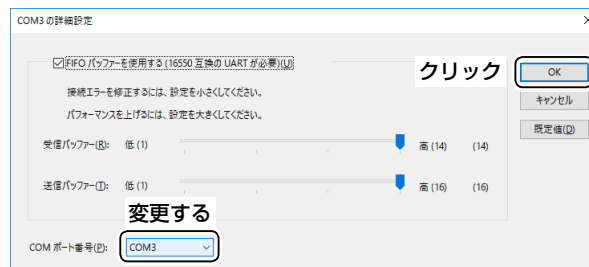 COM3 の詳細設定
FIFO バッファーを使用する (16550 互換の UART が必要)(U)
クリック
OK
接続エラーを修正するには、設定を小さくしてください。
キャンセル
パフォーマンスを上げるには、設定を大きくしてください。
既定値(D)
受信バッファー(R): 低 (1) 高 (14) (14)
送信バッファー(T): 低 (1) 高 (16) (16)
変更する
COM ポート番号(P): COM3